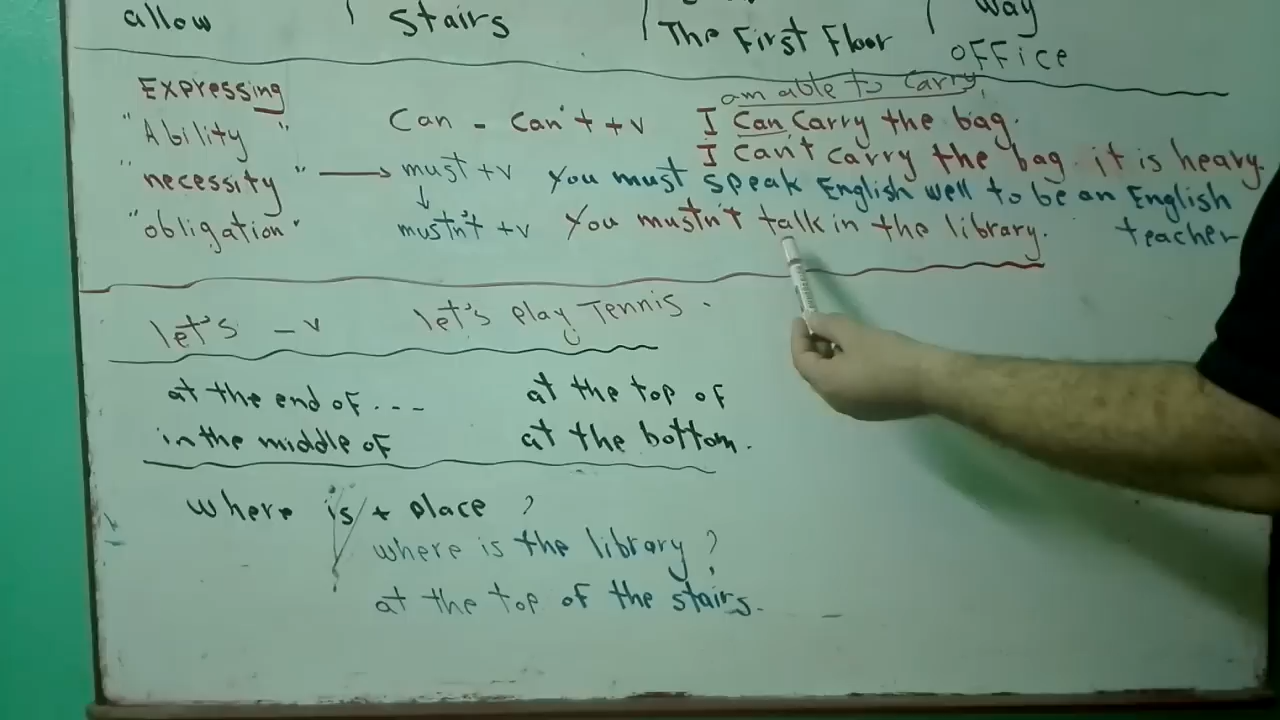 allow | stairs | The First Floor | way
office
Expressing
"Ability"
"necessity"
"obligation"
Can - can't + v
am able to carry
I Can Carry the bag.
I can't carry the bag. it is heavy.
must + v You must speak English well to be an English teacher
mustn't + v You mustn't talk in the library.
let's - v let's play Tennis.
at the end of ... at the top of
in the middle of at the bottom.
where is + place ?
where is the library ?
at the top of the stairs.